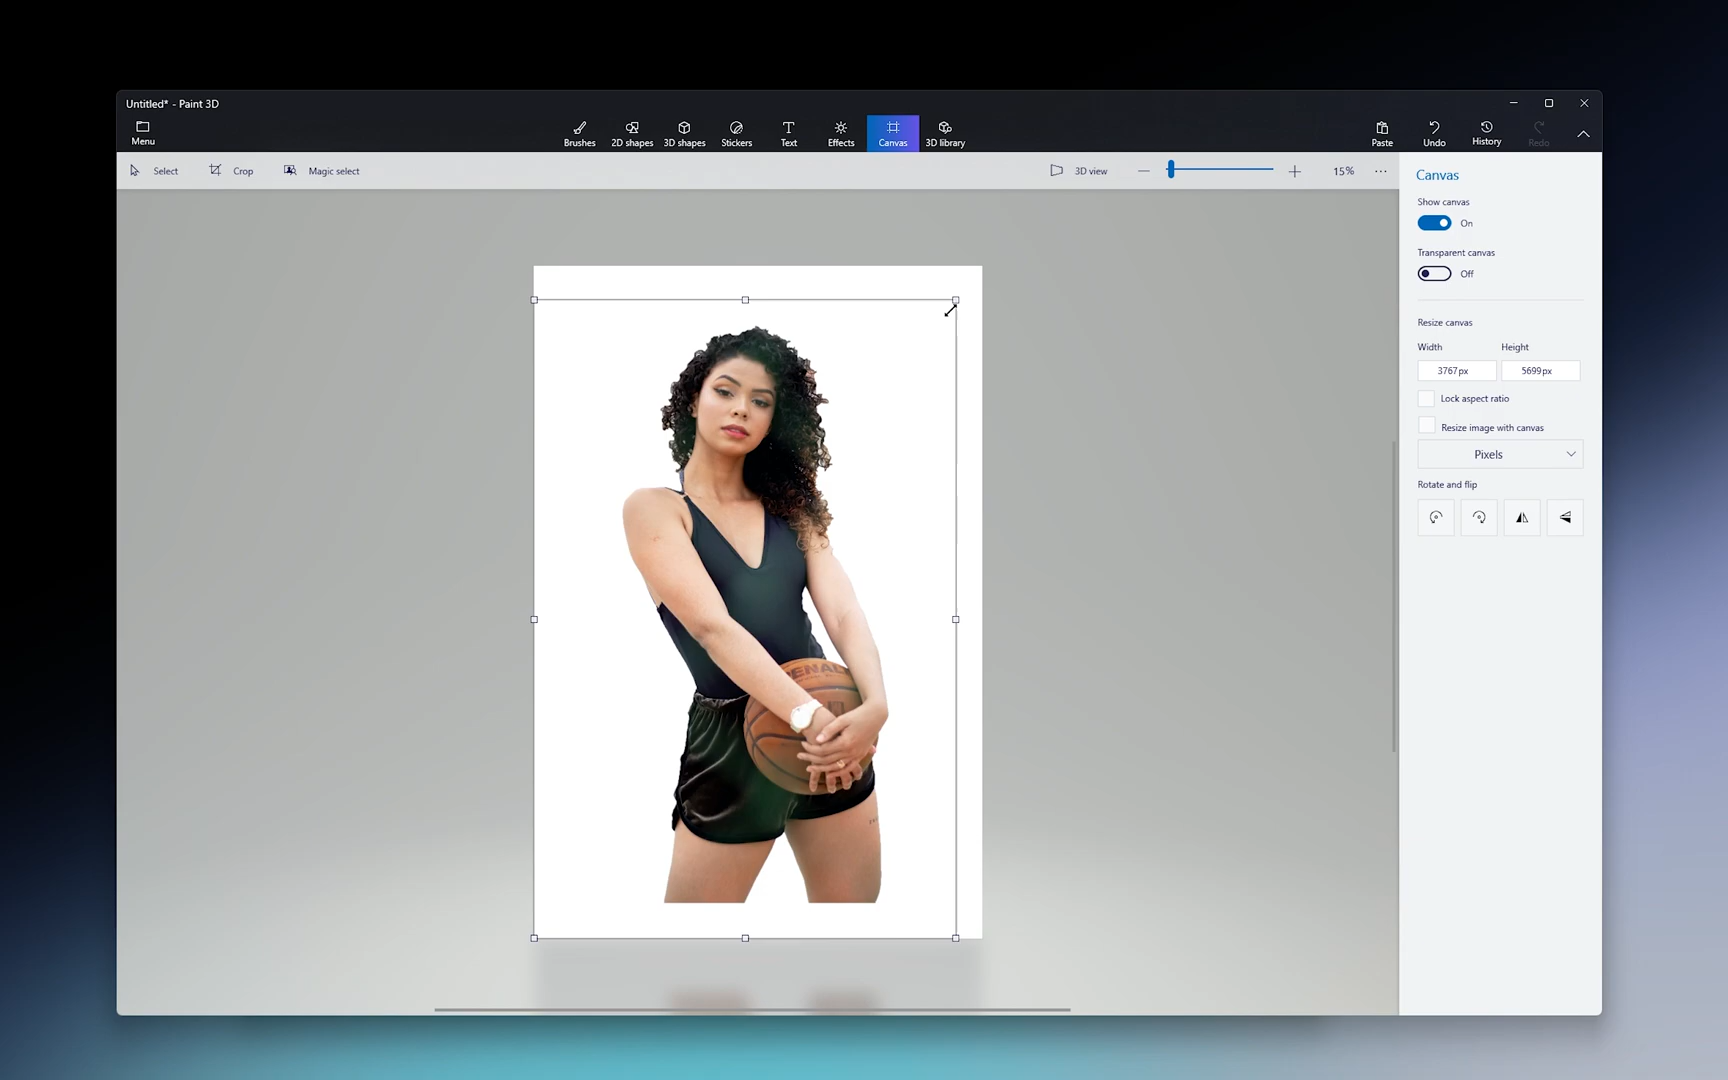 Untitled* - Paint 3D
Menu
Brushes
2D shapes
3D shapes
Stickers
Text
Effects
Canvas
3D library
Paste
Undo
History
Redo
Select
Crop
Magic select
3D view
15%
Canvas
Show canvas
On
Transparent canvas
Off
Resize canvas
Width Height
3767px 5699px
Lock aspect ratio
Resize image with canvas
Pixels
Rotate and flip